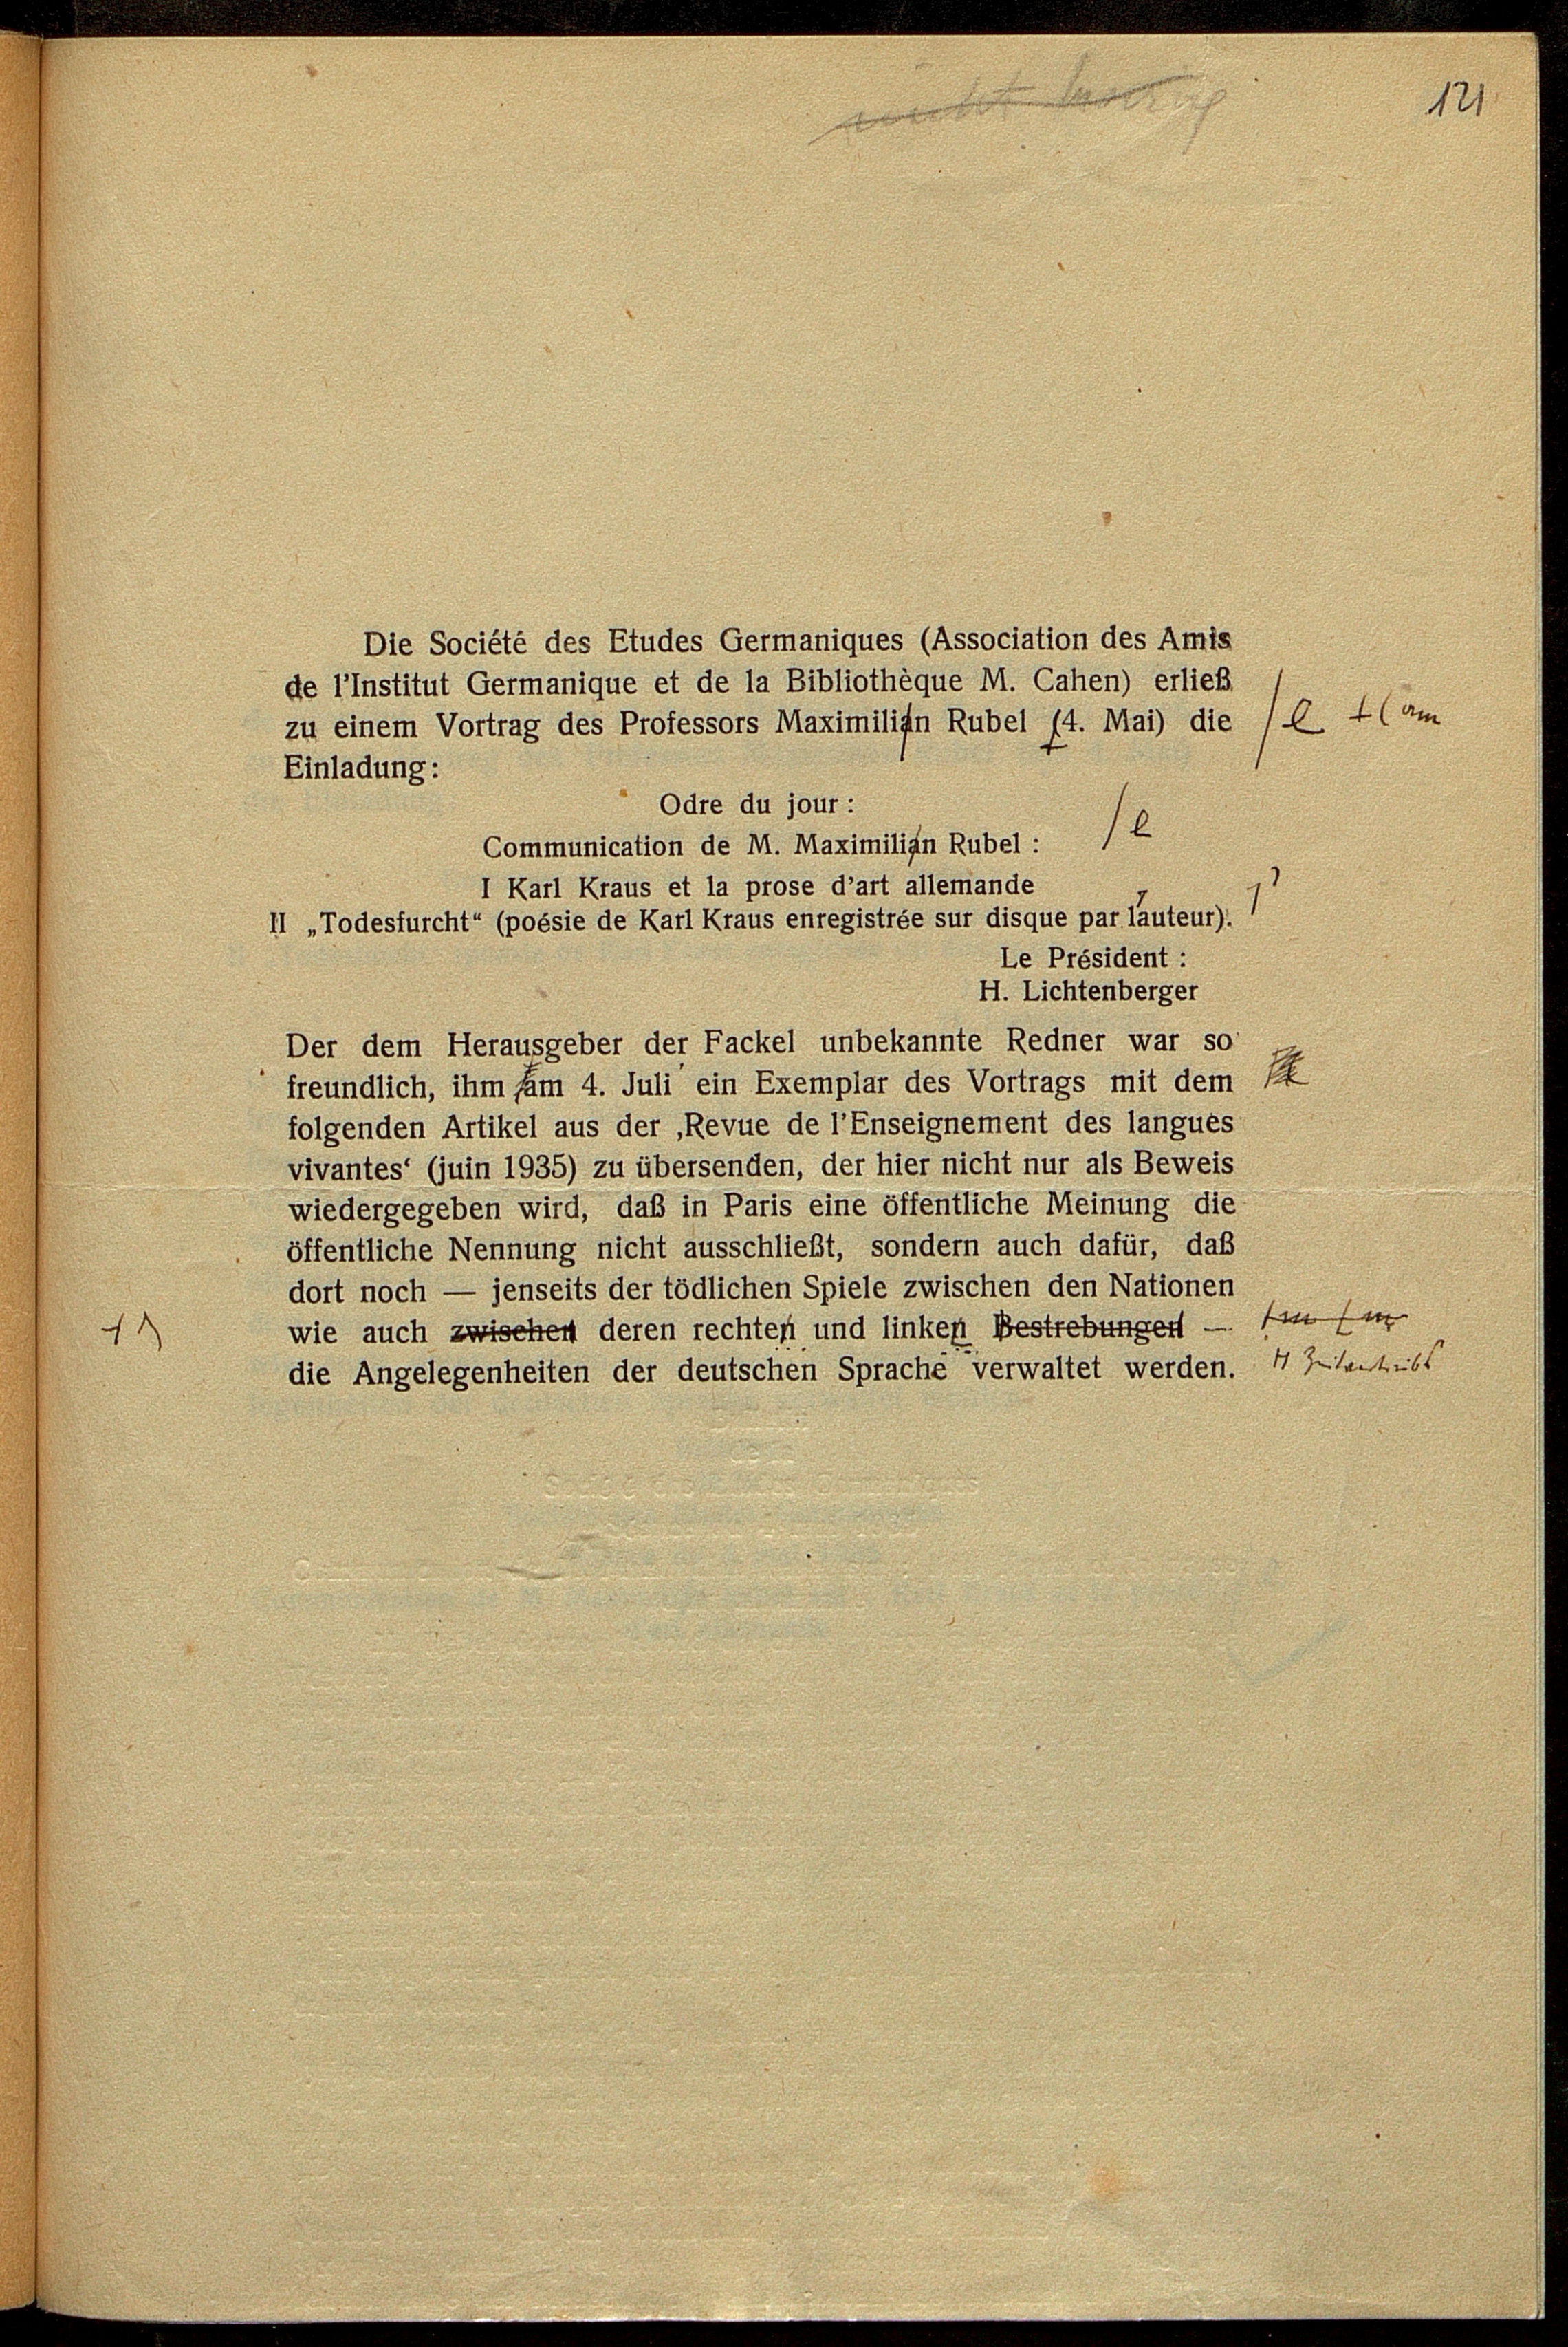 121
Die Société des Etudes Germaniques (Association des Amis
de l'Institut Germanique et de la Bibliothèque M. Cahen) erließ
zu einem Vortrag des Professors Maximilian Rubel (4. Mai) die
/e +(am
Einladung:
Odre du jour :
Communication de M. Maximilian Rubel :
/e
I Karl Kraus et la prose d'art allemande
II „Todesfurcht“ (poésie de Karl Kraus enregistrée sur disque par lauteur).
Le Président :
H. Lichtenberger
Der dem Herausgeber der Fackel unbekannte Redner war so
freundlich, ihm am 4. Juli ein Exemplar des Vortrags mit dem
folgenden Artikel aus der ‚Revue de l'Enseignement des langues
vivantes‘ (juin 1935) zu übersenden, der hier nicht nur als Beweis
wiedergegeben wird, daß in Paris eine öffentliche Meinung die
öffentliche Nennung nicht ausschließt, sondern auch dafür, daß
dort noch — jenseits der tödlichen Spiele zwischen den Nationen
wie auch zwischen deren rechten und linken Bestrebungen —
die Angelegenheiten der deutschen Sprache verwaltet werden.